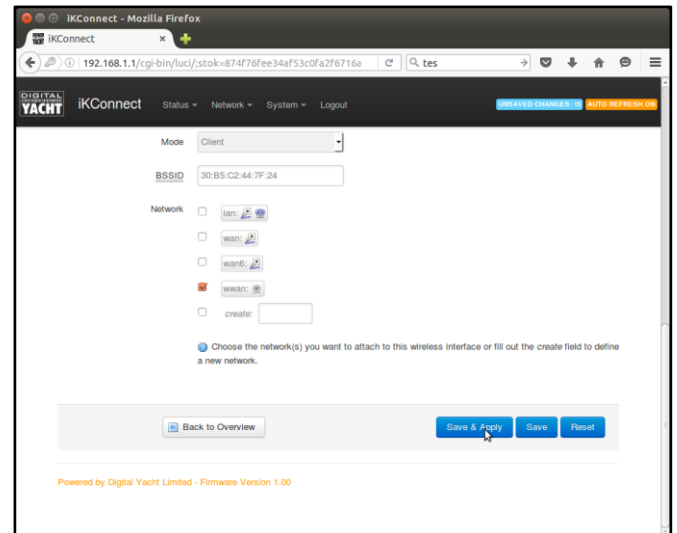 iKConnect - Mozilla Firefox
iKConnect
192.168.1.1/cgi-bin/luci/;stok=874f76fee34af53c0fa2f6716a
tes
DIGITAL
YACHT
iKConnect Status Network System Logout UNSAVED CHANGES: 15 AUTO REFRESH ON
Mode Client
BSSID 30:B5:C2:44:7F:24
Network lan:
wan:
wan6:
wwan:
create:
Choose the network(s) you want to attach to this wireless interface or fill out the create field to define
a new network.
Back to Overview Save & Apply Save Reset
Powered by Digital Yacht Limited - Firmware Version 1.00